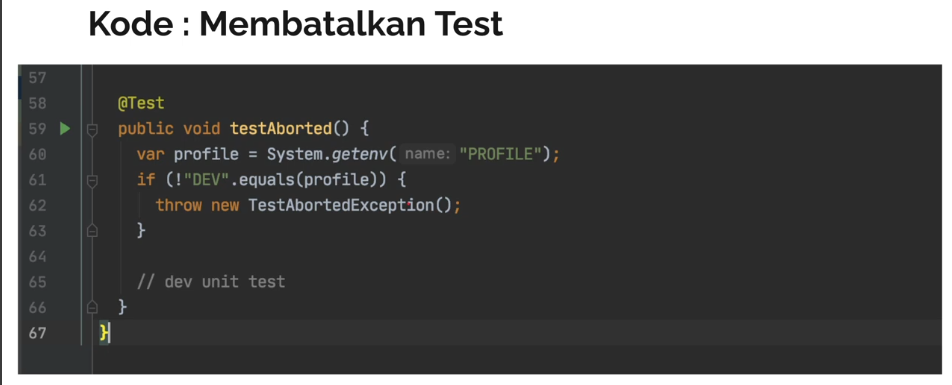 Kode : Membatalkan Test
57
58 @Test
59 public void testAborted() {
60 var profile = System.getenv( name: "PROFILE");
61 if (!"DEV".equals(profile)) {
62 throw new TestAbortedException();
63 }
64
65 // dev unit test
66 }
67 }